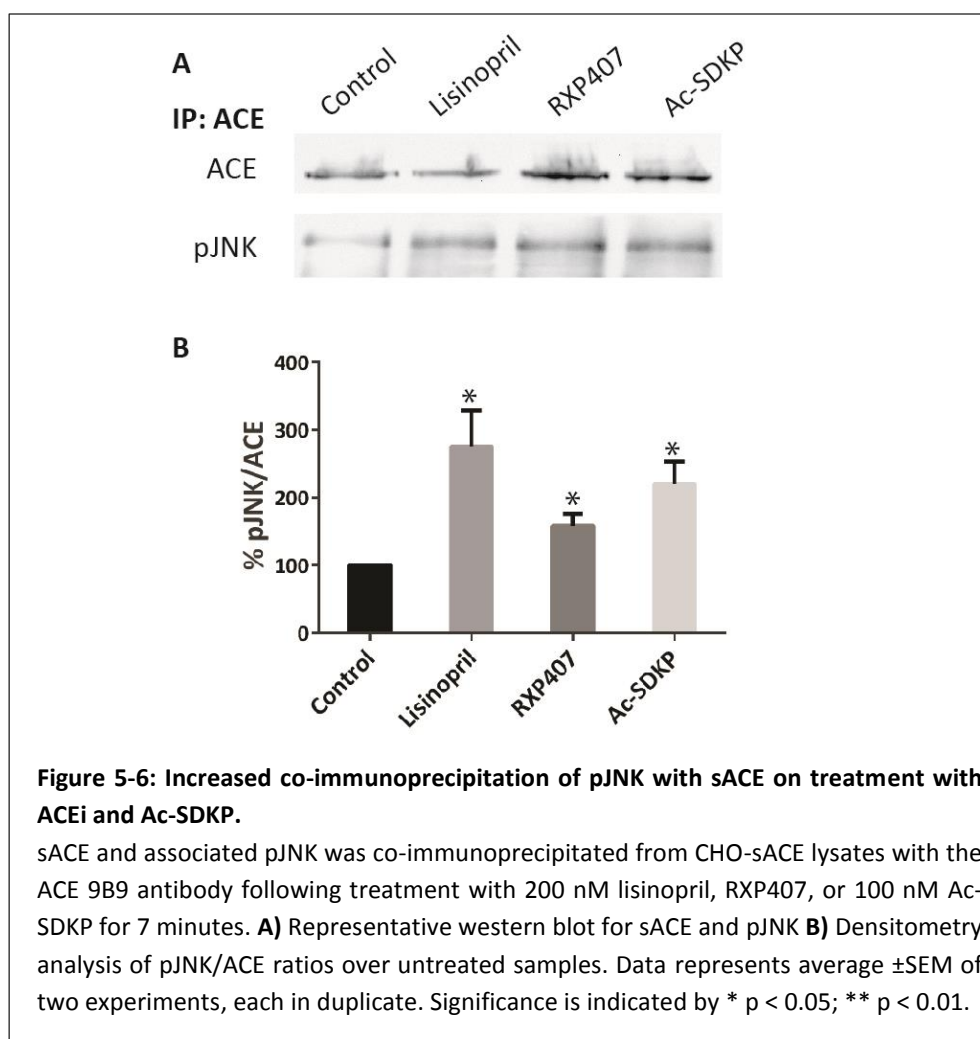 A
Control
Lisinopril
RXP407
Ac-SDKP
IP: ACE
ACE
pJNK
B
400
300
200
100
0
% pJNK/ACE
*
*
*
Control
Lisinopril
RXP407
Ac-SDKP
Figure 5-6: Increased co-immunoprecipitation of pJNK with sACE on treatment with
ACEi and Ac-SDKP.
sACE and associated pJNK was co-immunoprecipitated from CHO-sACE lysates with the
ACE 9B9 antibody following treatment with 200 nM lisinopril, RXP407, or 100 nM Ac-
SDKP for 7 minutes. A) Representative western blot for sACE and pJNK B) Densitometry
analysis of pJNK/ACE ratios over untreated samples. Data represents average ±SEM of
two experiments, each in duplicate. Significance is indicated by * p < 0.05; ** p < 0.01.